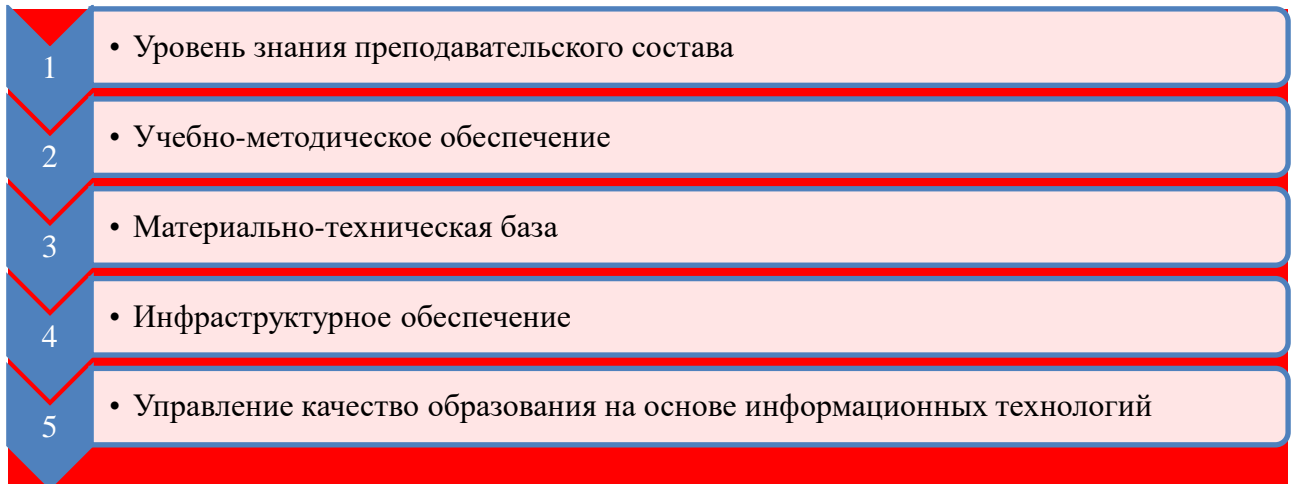 1 • Уровень знания преподавательского состава
2 • Учебно-методическое обеспечение
3 • Материально-техническая база
4 • Инфраструктурное обеспечение
5 • Управление качество образования на основе информационных технологий